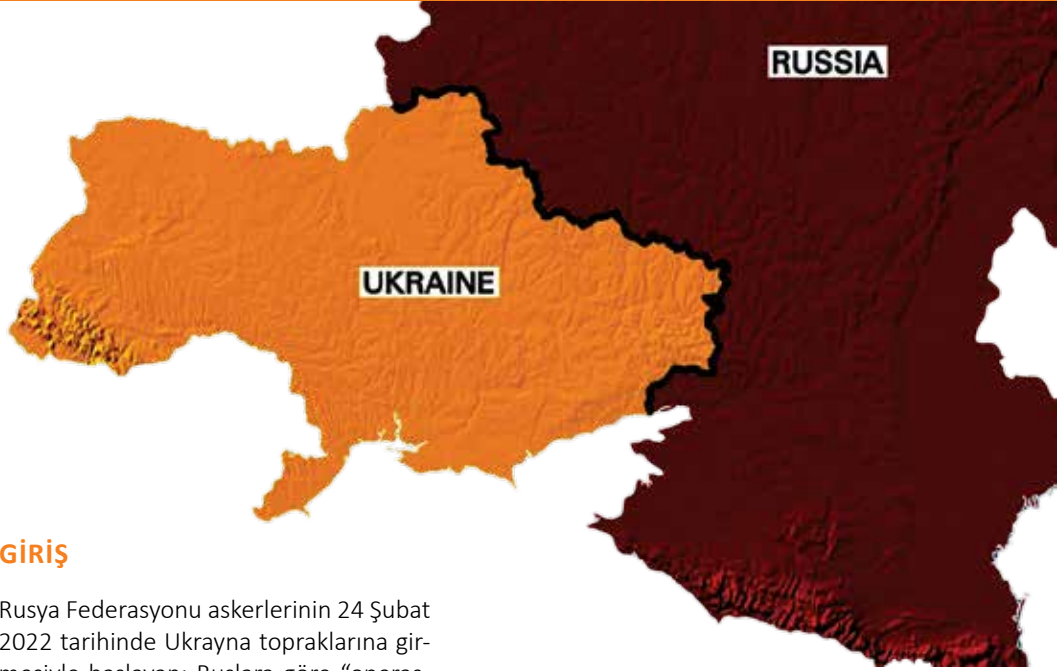 RUSSIA
UKRAINE
GİRİŞ
Rusya Federasyonu askerlerinin 24 Şubat
2022 tarihinde Ukrayna topraklarına gir-